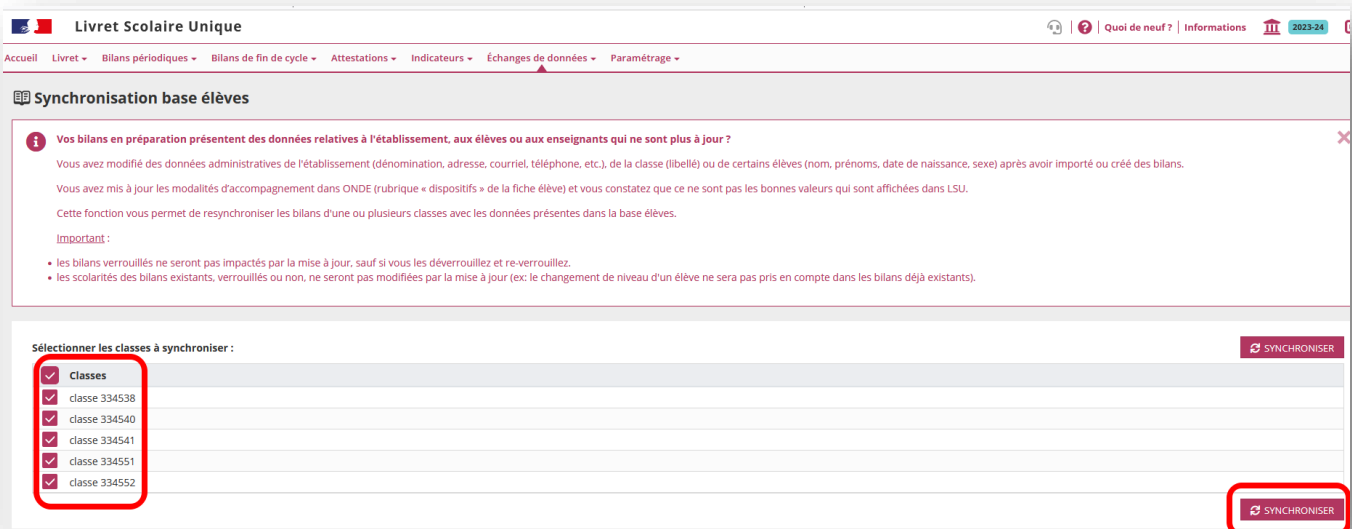 Livret Scolaire Unique
Quoi de neuf ? | Informations 2023-24
Accueil Livret Bilans périodiques Bilans de fin de cycle Attestations Indicateurs Échanges de données Paramétrage
Synchronisation base élèves
Vos bilans en préparation présentent des données relatives à l'établissement, aux élèves ou aux enseignants qui ne sont plus à jour ?
Vous avez modifié des données administratives de l'établissement (dénomination, adresse, courriel, téléphone, etc.), de la classe (libellé) ou de certains élèves (nom, prénoms, date de naissance, sexe) après avoir importé ou créé des bilans.
Vous avez mis à jour les modalités d'accompagnement dans ONDE (rubrique « dispositifs » de la fiche élève) et vous constatez que ce ne sont pas les bonnes valeurs qui sont affichées dans LSU.
Cette fonction vous permet de resynchroniser les bilans d'une ou plusieurs classes avec les données présentes dans la base élèves.
Important :
• les bilans verrouillés ne seront pas impactés par la mise à jour, sauf si vous les déverrouillez et re-verrouillez.
• les scolarités des bilans existants, verrouillés ou non, ne seront pas modifiées par la mise à jour (ex: le changement de niveau d'un élève ne sera pas pris en compte dans les bilans déjà existants).
Sélectionner les classes à synchroniser :
SYNCHRONISER
Classes
classe 334538
classe 334540
classe 334541
classe 334551
classe 334552
SYNCHRONISER